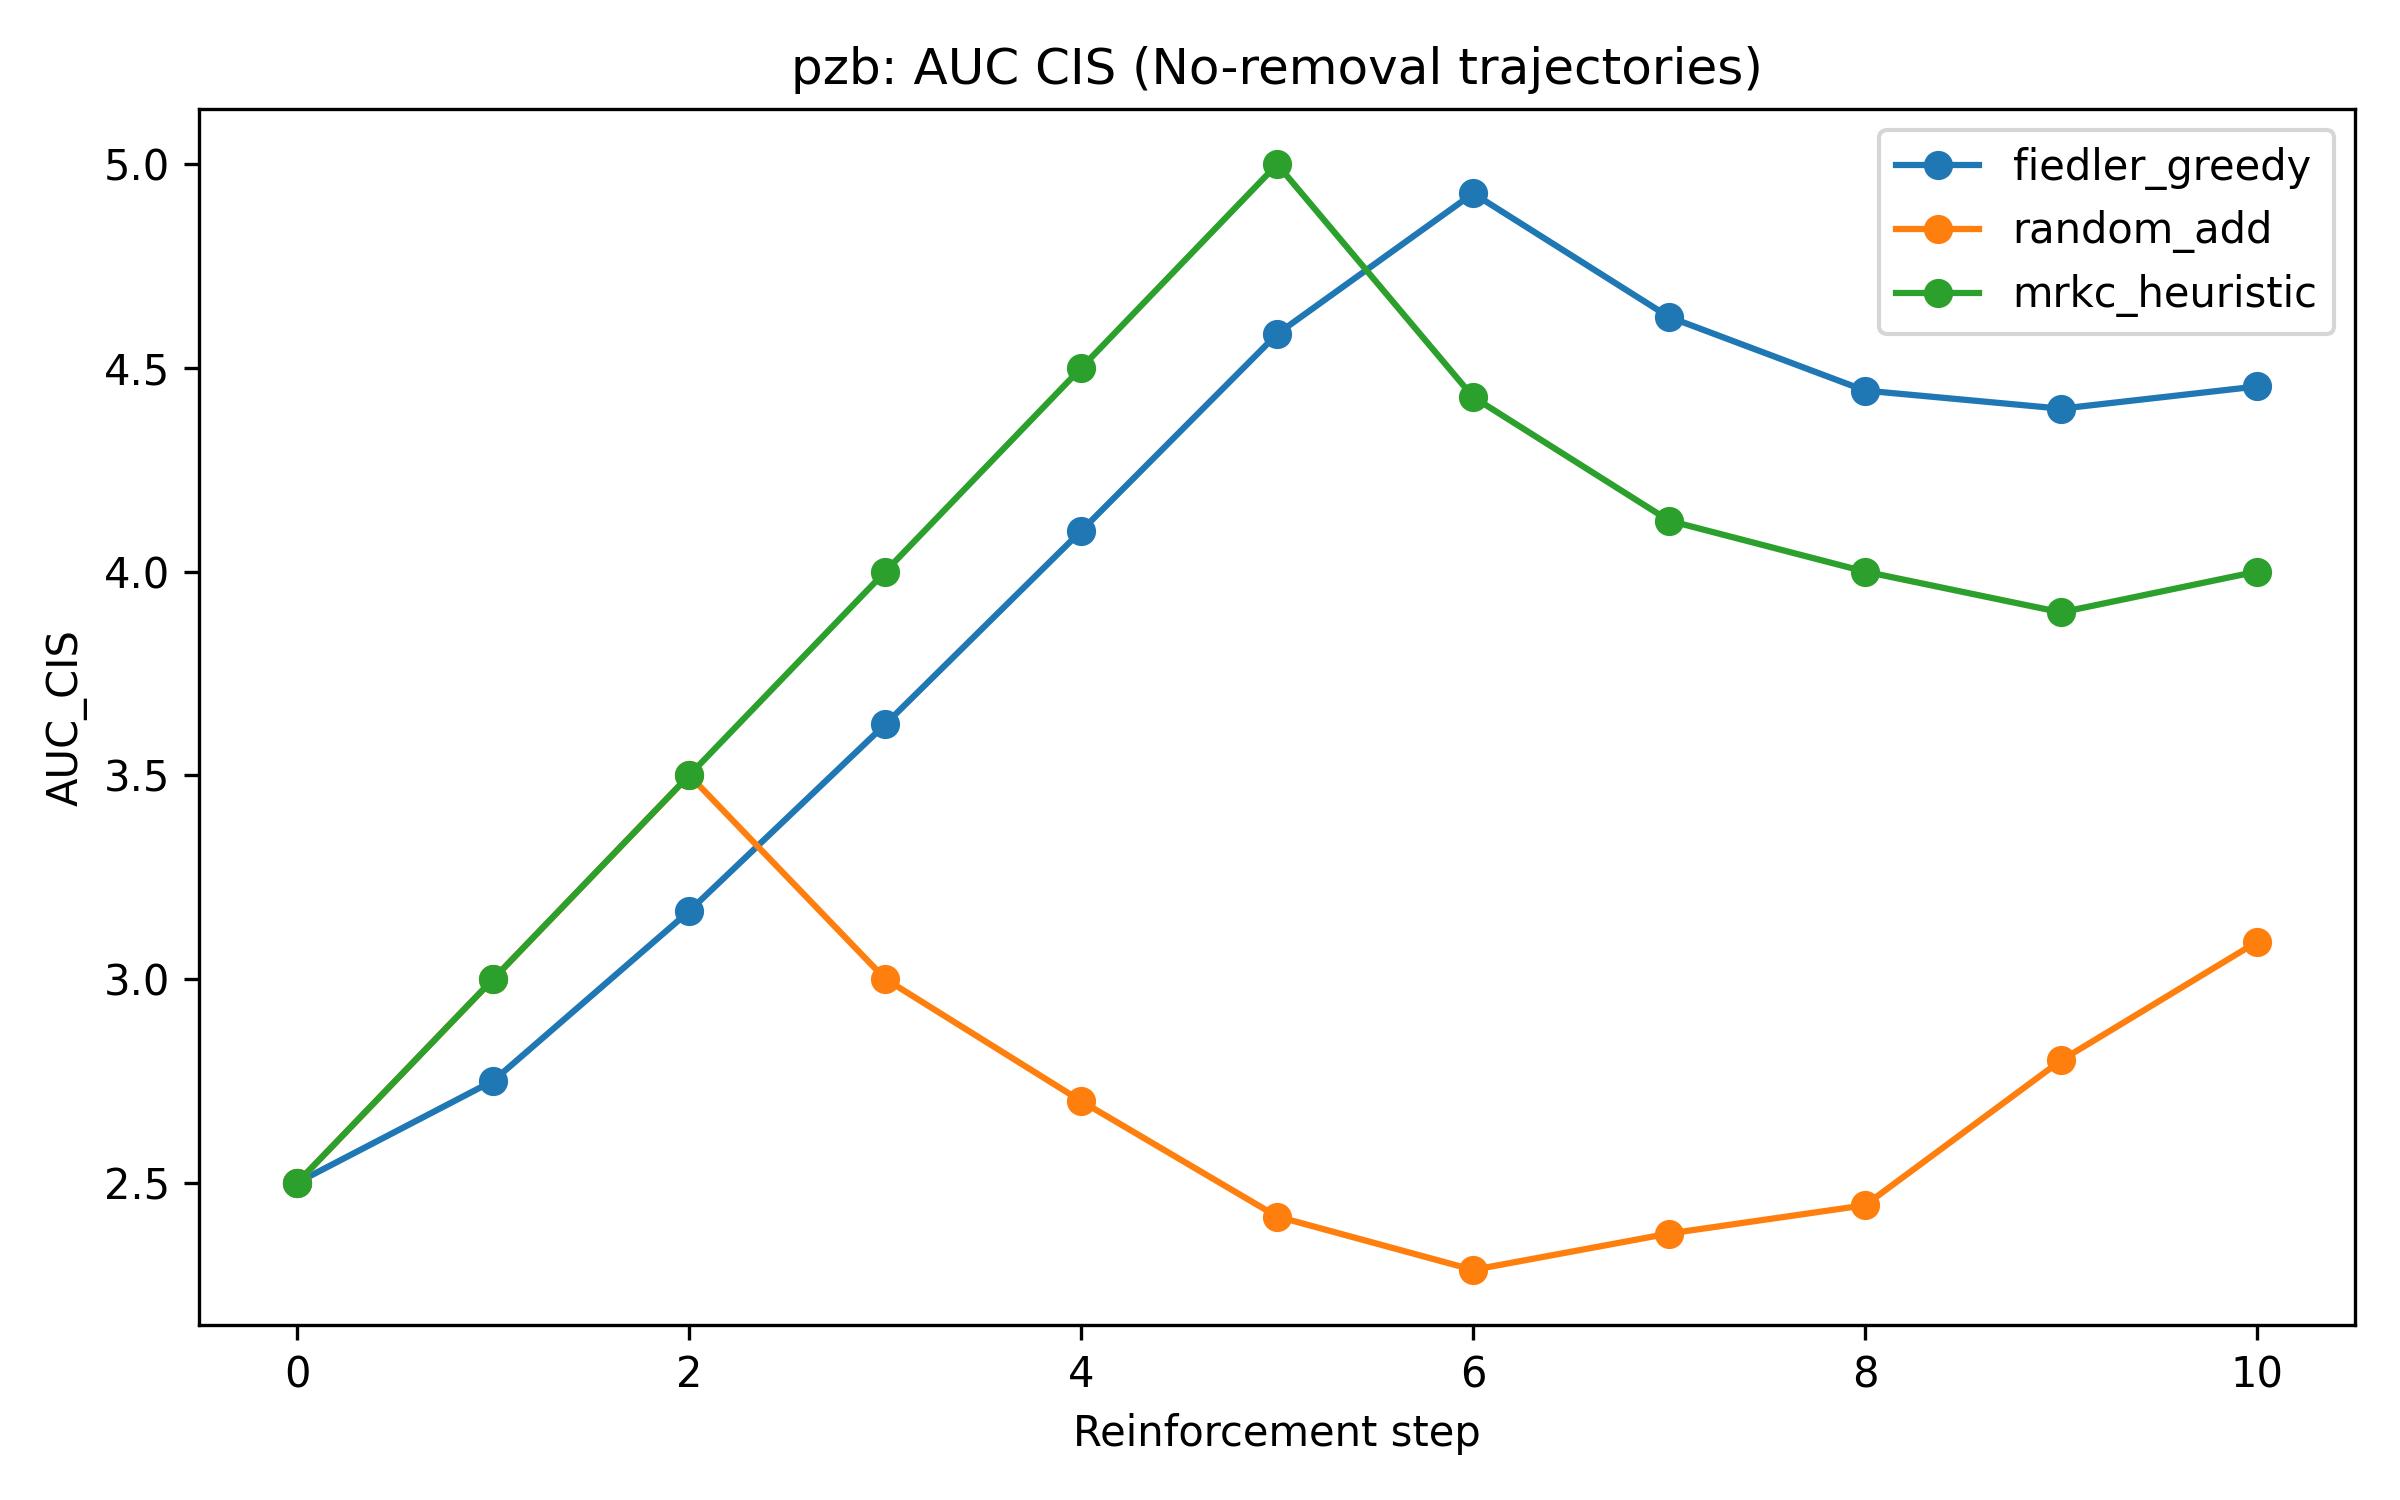 pzb: AUC CIS (No-removal trajectories)
fiedler_greedy
random_add
mrkc_heuristic
AUC_CIS
5.0
4.5
4.0
3.5
3.0
2.5
0 2 4 6 8 10
Reinforcement step